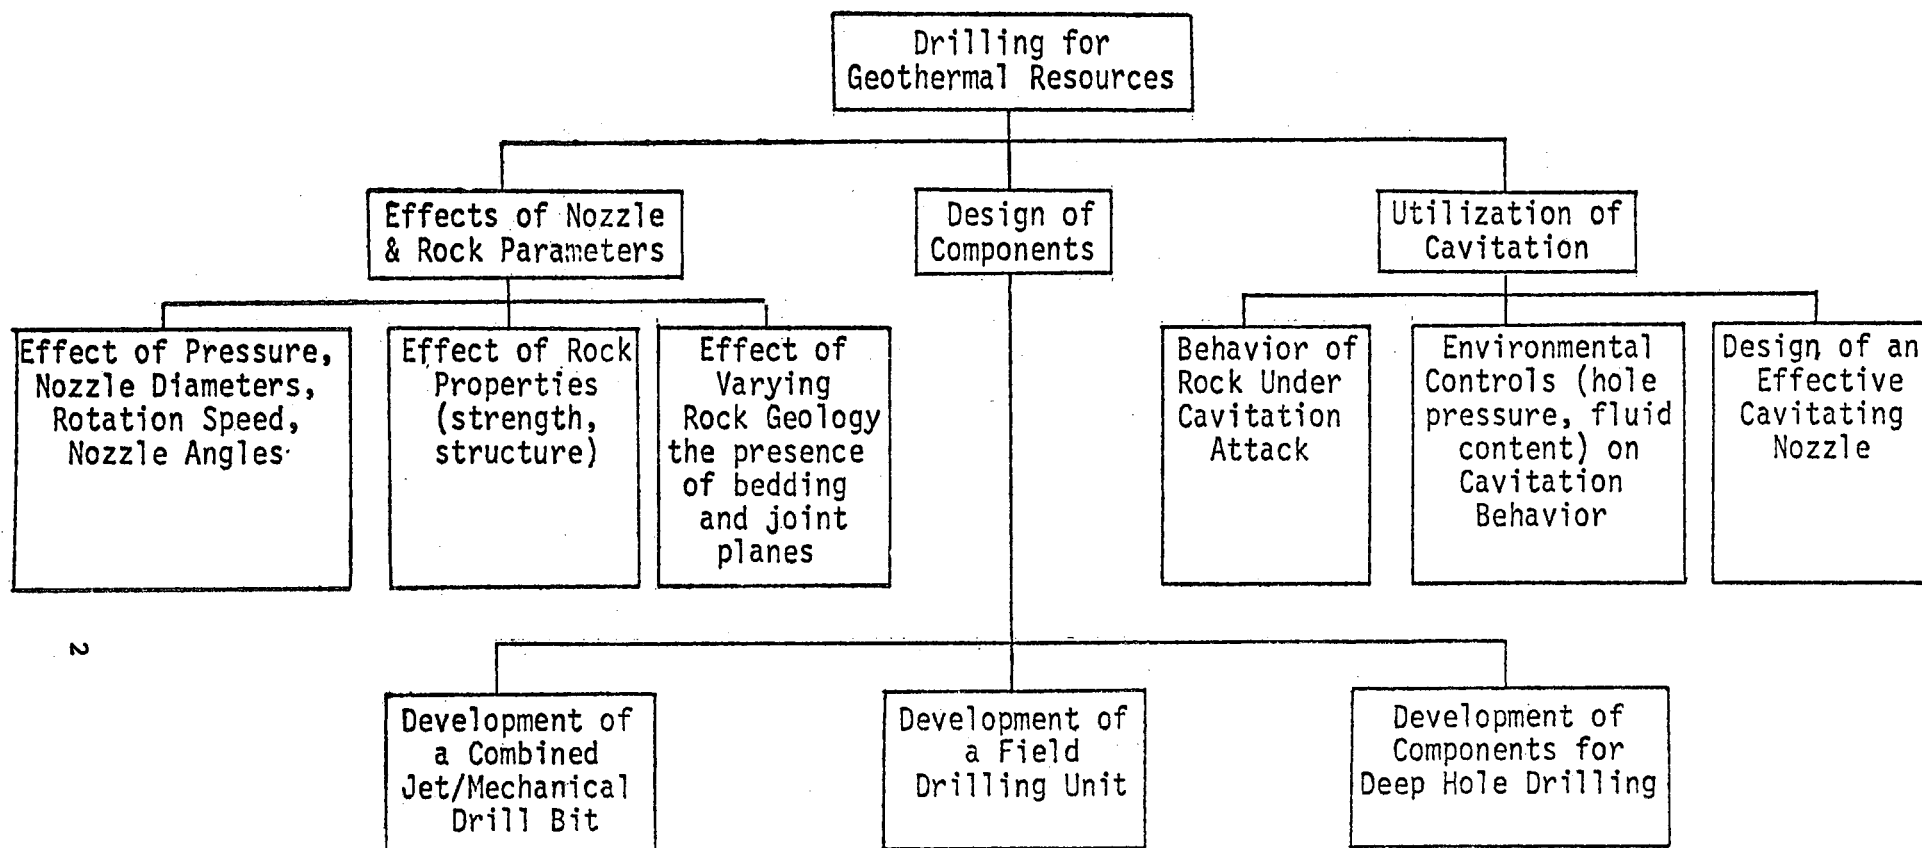 Drilling for
Geothermal Resources
Effects of Nozzle
& Rock Parameters
Design of
Components
Utilization of
Cavitation
Effect of Pressure,
Nozzle Diameters,
Rotation Speed,
Nozzle Angles
Effect of Rock
Properties
(strength,
structure)
Effect of
Varying
Rock Geology
the presence
of bedding
and joint
planes
Behavior of
Rock Under
Cavitation
Attack
Environmental
Controls (hole
pressure, fluid
content) on
Cavitation
Behavior
Design of an
Effective
Cavitating
Nozzle
2
Development of
a Combined
Jet/Mechanical
Drill Bit
Development of
a Field
Drilling Unit
Development of
Components for
Deep Hole Drilling